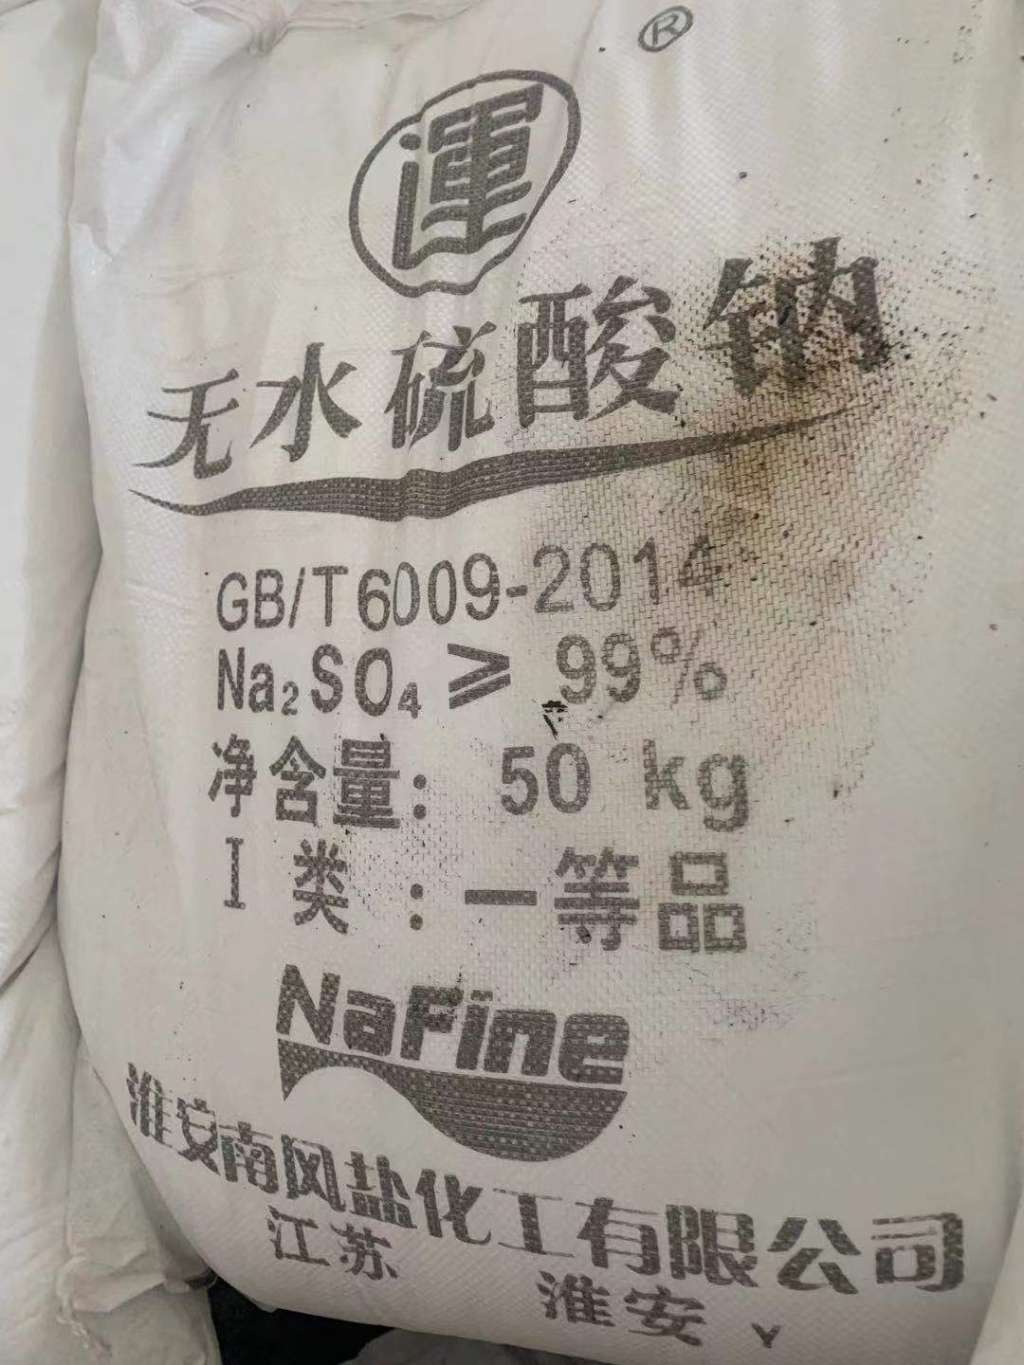 ®
運
无水硫酸钠
GB/T6009-2014
Na₂SO₄ ≥ 99%
净含量: 50 kg
I 类:一等品
NaFine
淮安南风盐化工有限公司
江苏 淮安